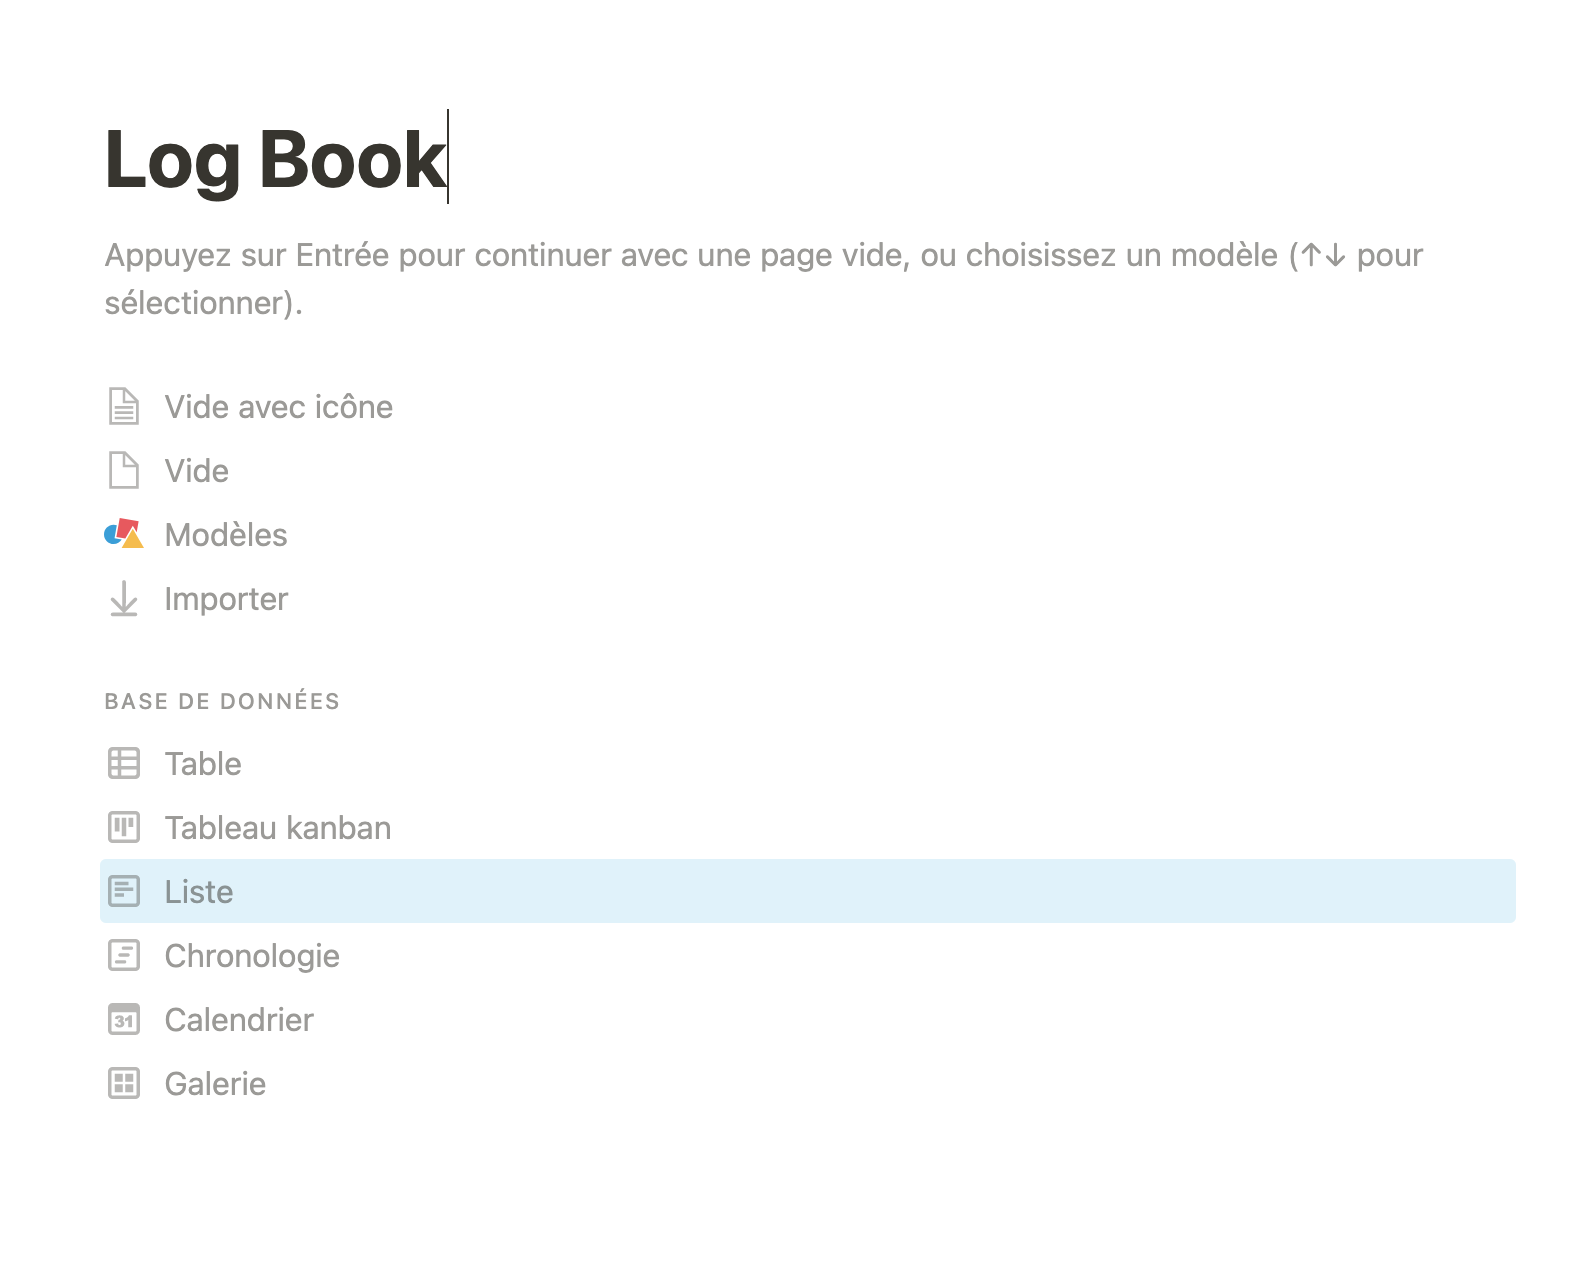 Log Book
Appuyez sur Entrée pour continuer avec une page vide, ou choisissez un modèle (↑↓ pour
sélectionner).
Vide avec icône
Vide
Modèles
Importer
BASE DE DONNÉES
Table
Tableau kanban
Liste
Chronologie
31 Calendrier
Galerie